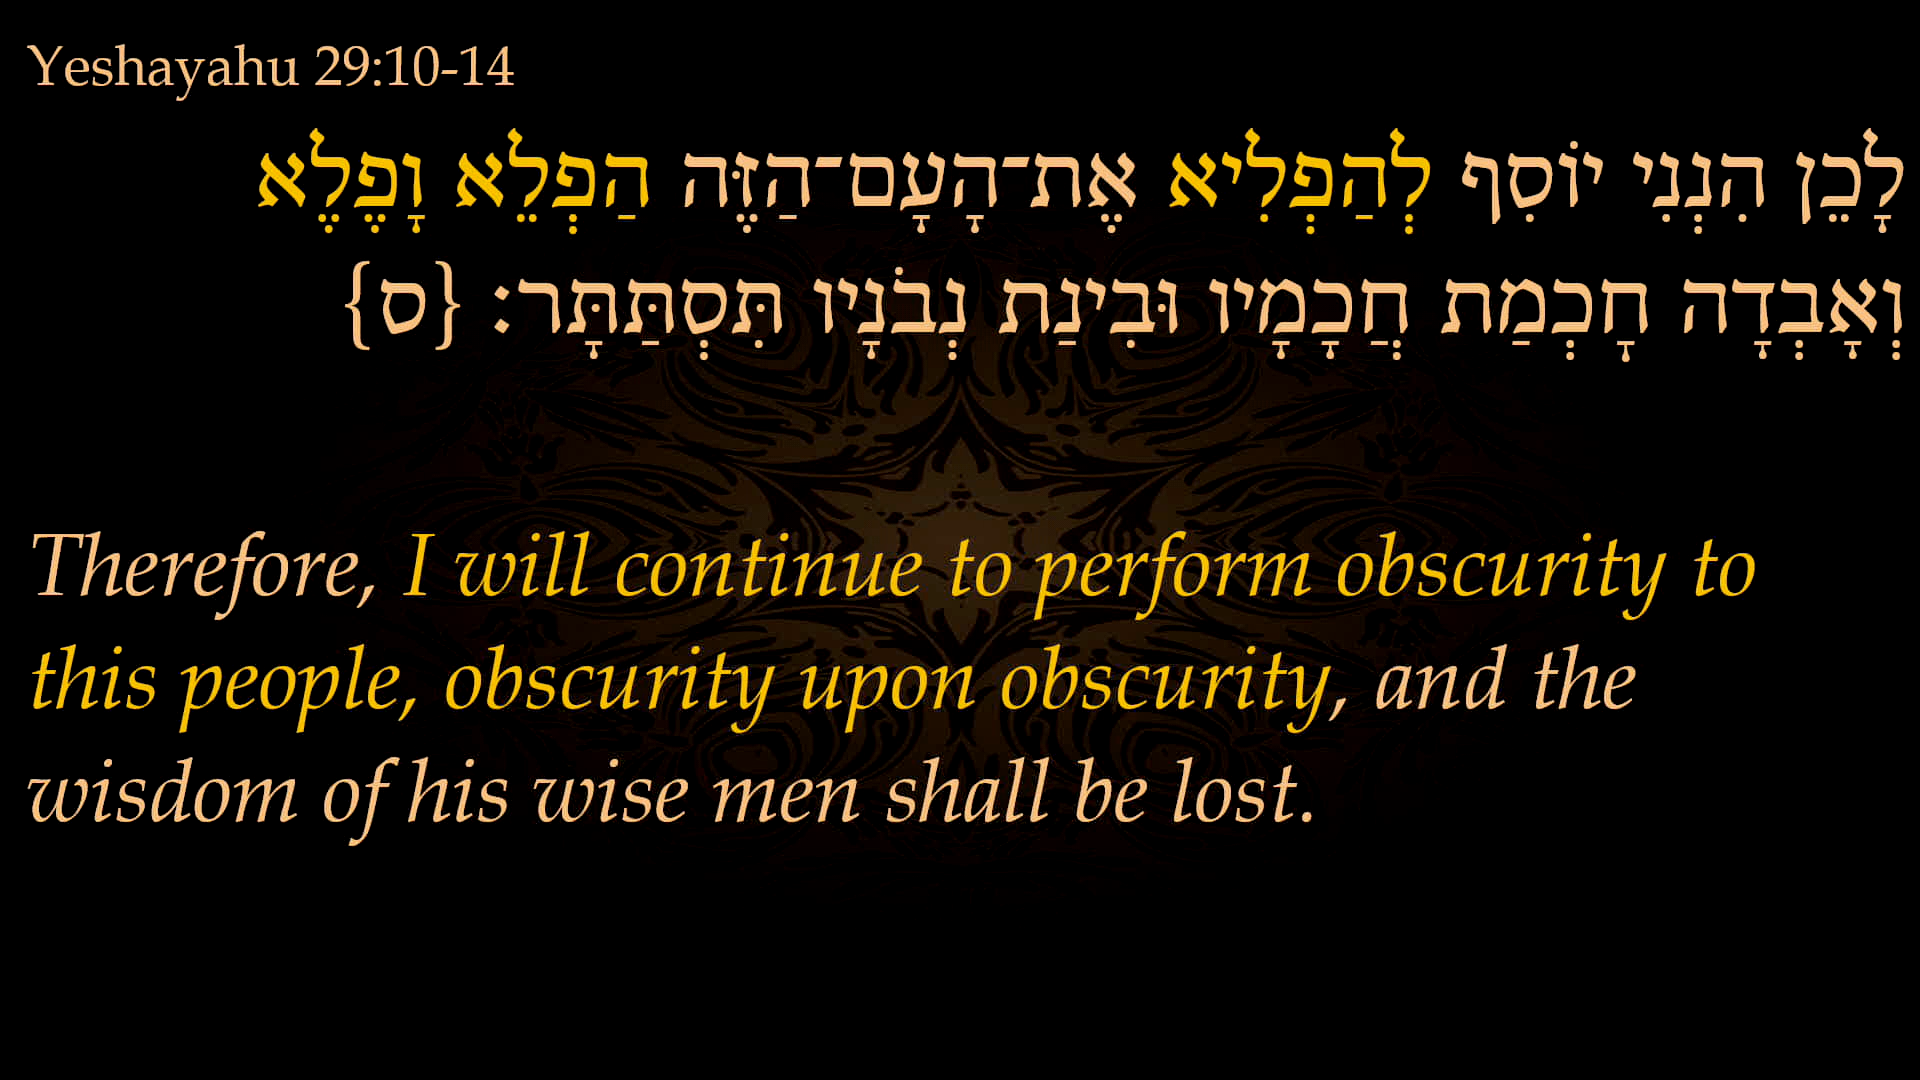 Yeshayahu 29:10-14
לָכֵן הִנְנִי יוֹסִף לְהַפְלִיא אֶת־הָעָם־הַזֶּה הַפְלֵא וָפֶלֶא
וְאָבְדָה חָכְמַת חֲכָמָיו וּבִינַת נְבֹנָיו תִּסְתַּתָּר׃ {ס}
Therefore, I will continue to perform obscurity to
this people, obscurity upon obscurity, and the
wisdom of his wise men shall be lost.